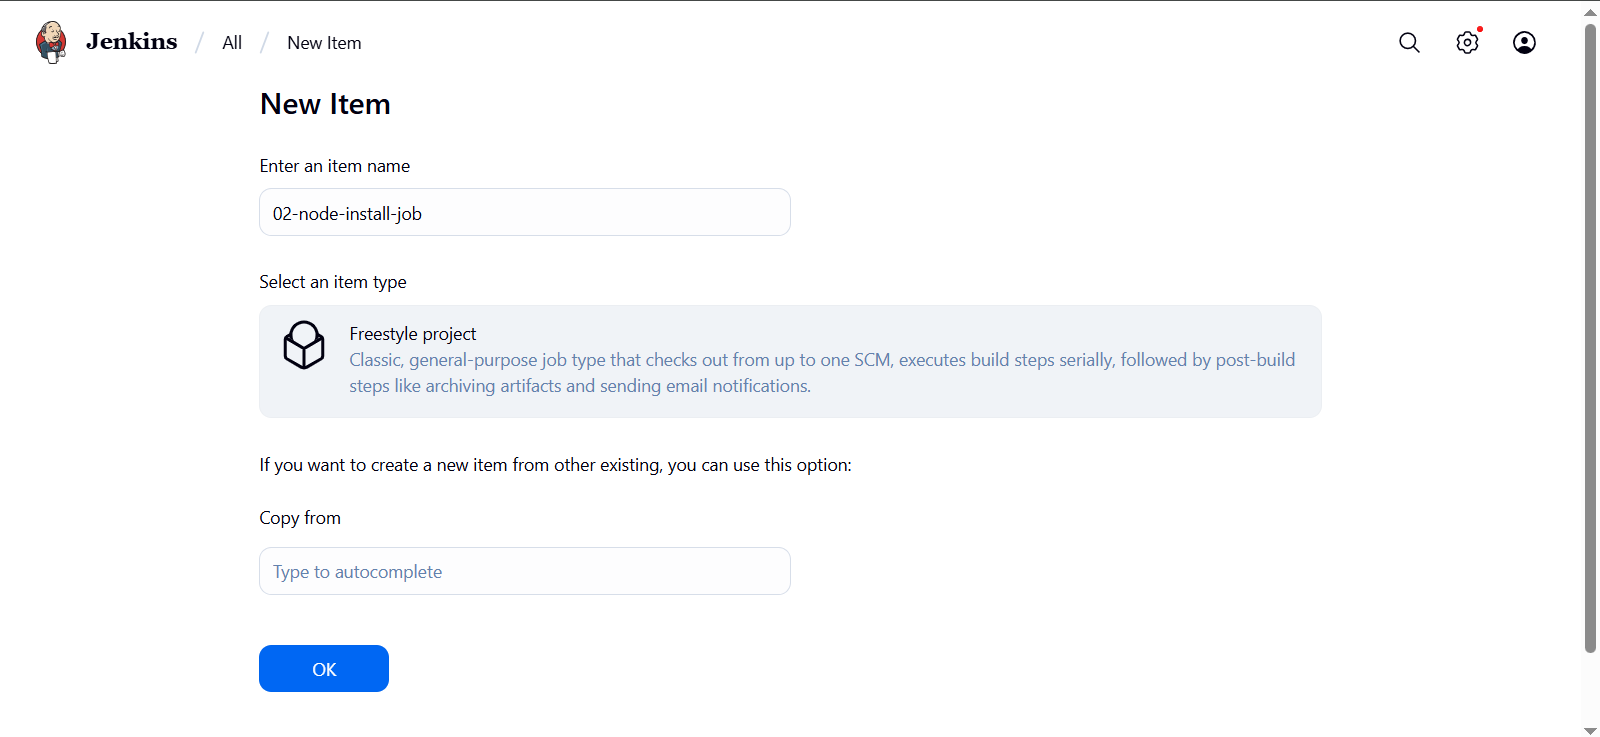 Jenkins / All / New Item
New Item
Enter an item name
02-node-install-job
Select an item type
Freestyle project
Classic, general-purpose job type that checks out from up to one SCM, executes build steps serially, followed by post-build
steps like archiving artifacts and sending email notifications.
If you want to create a new item from other existing, you can use this option:
Copy from
Type to autocomplete
OK